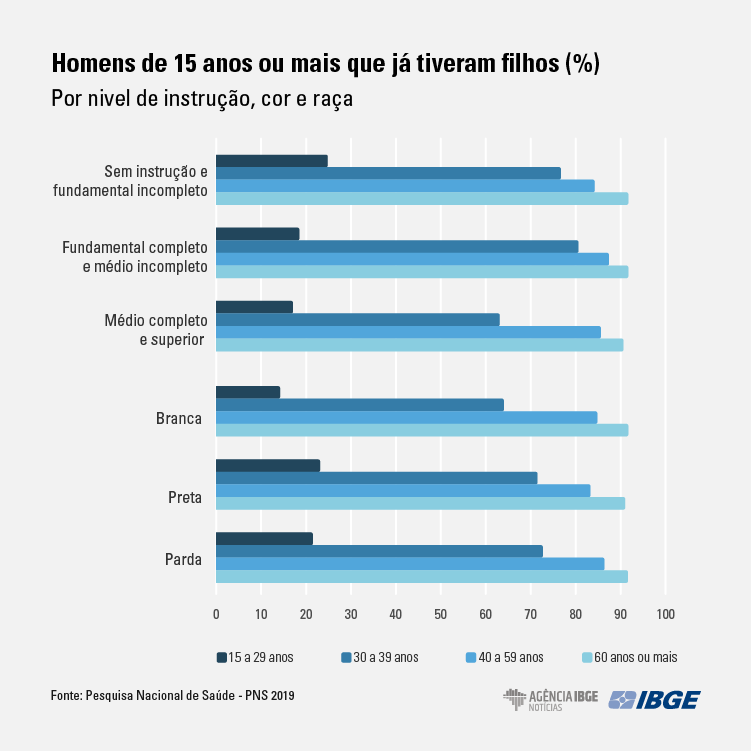 Homens de 15 anos ou mais que já tiveram filhos (%)
Por nivel de instrução, cor e raça
Sem instrução e
fundamental incompleto
Fundamental completo
e médio incompleto
Médio completo
e superior
Branca
Preta
Parda
0 10 20 30 40 50 60 70 80 90 100
15 a 29 anos 30 a 39 anos 40 a 59 anos 60 anos ou mais
Fonte: Pesquisa Nacional de Saúde - PNS 2019
AGÊNCIA IBGE
NOTÍCIAS
IBGE